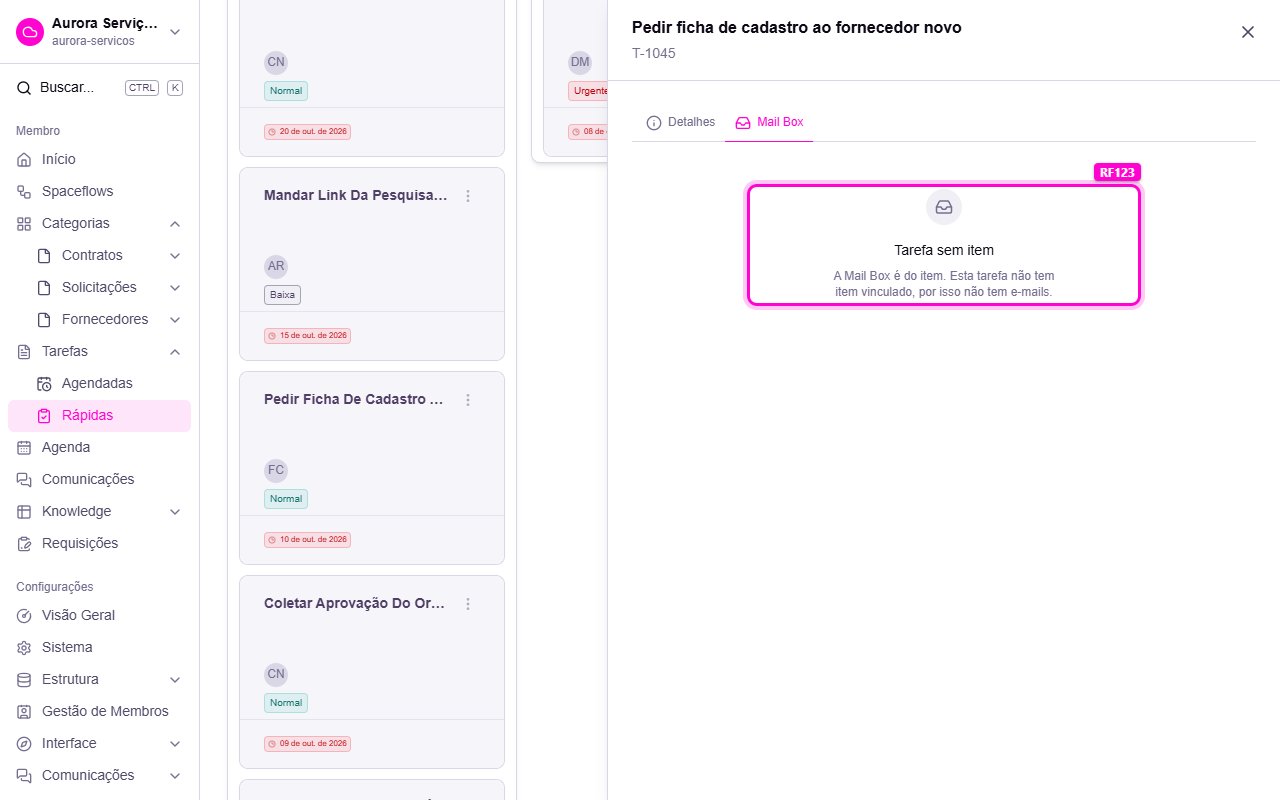 Aurora Serviç...
aurora-servicos
Buscar... CTRL K
Membro
Início
Spaceflows
Categorias
Contratos
Solicitações
Fornecedores
Tarefas
Agendadas
Rápidas
Agenda
Comunicações
Knowledge
Requisições
Configurações
Visão Geral
Sistema
Estrutura
Gestão de Membros
Interface
Comunicações
CN
Normal
20 de out. de 2026
Mandar Link Da Pesquisa...
AR
Baixa
15 de out. de 2026
Pedir Ficha De Cadastro ...
FC
Normal
10 de out. de 2026
Coletar Aprovação Do Or...
CN
Normal
09 de out. de 2026
DM
Urgente
08 de
Pedir ficha de cadastro ao fornecedor novo
T-1045
Detalhes
Mail Box
RF123
Tarefa sem item
A Mail Box é do item. Esta tarefa não tem
item vinculado, por isso não tem e-mails.